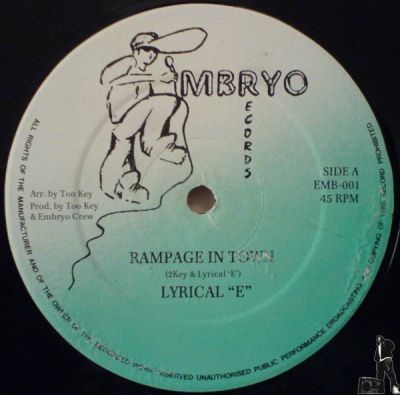 EMBRYO
RECORDS
SIDE A
EMB-001
45 RPM
Arr. by Too Key
Prod. by Too Key
& Embryo Crew
RAMPAGE IN TOWN
(2Key & Lyrical 'E')
LYRICAL "E"
ALL RIGHTS OF THE MANUFACTURER AND OF THE OWNER OF THE RECORDED WORK RESERVED UNAUTHORISED PUBLIC PERFORMANCE BROADCASTING AND COPYING OF THIS RECORD PROHIBITED